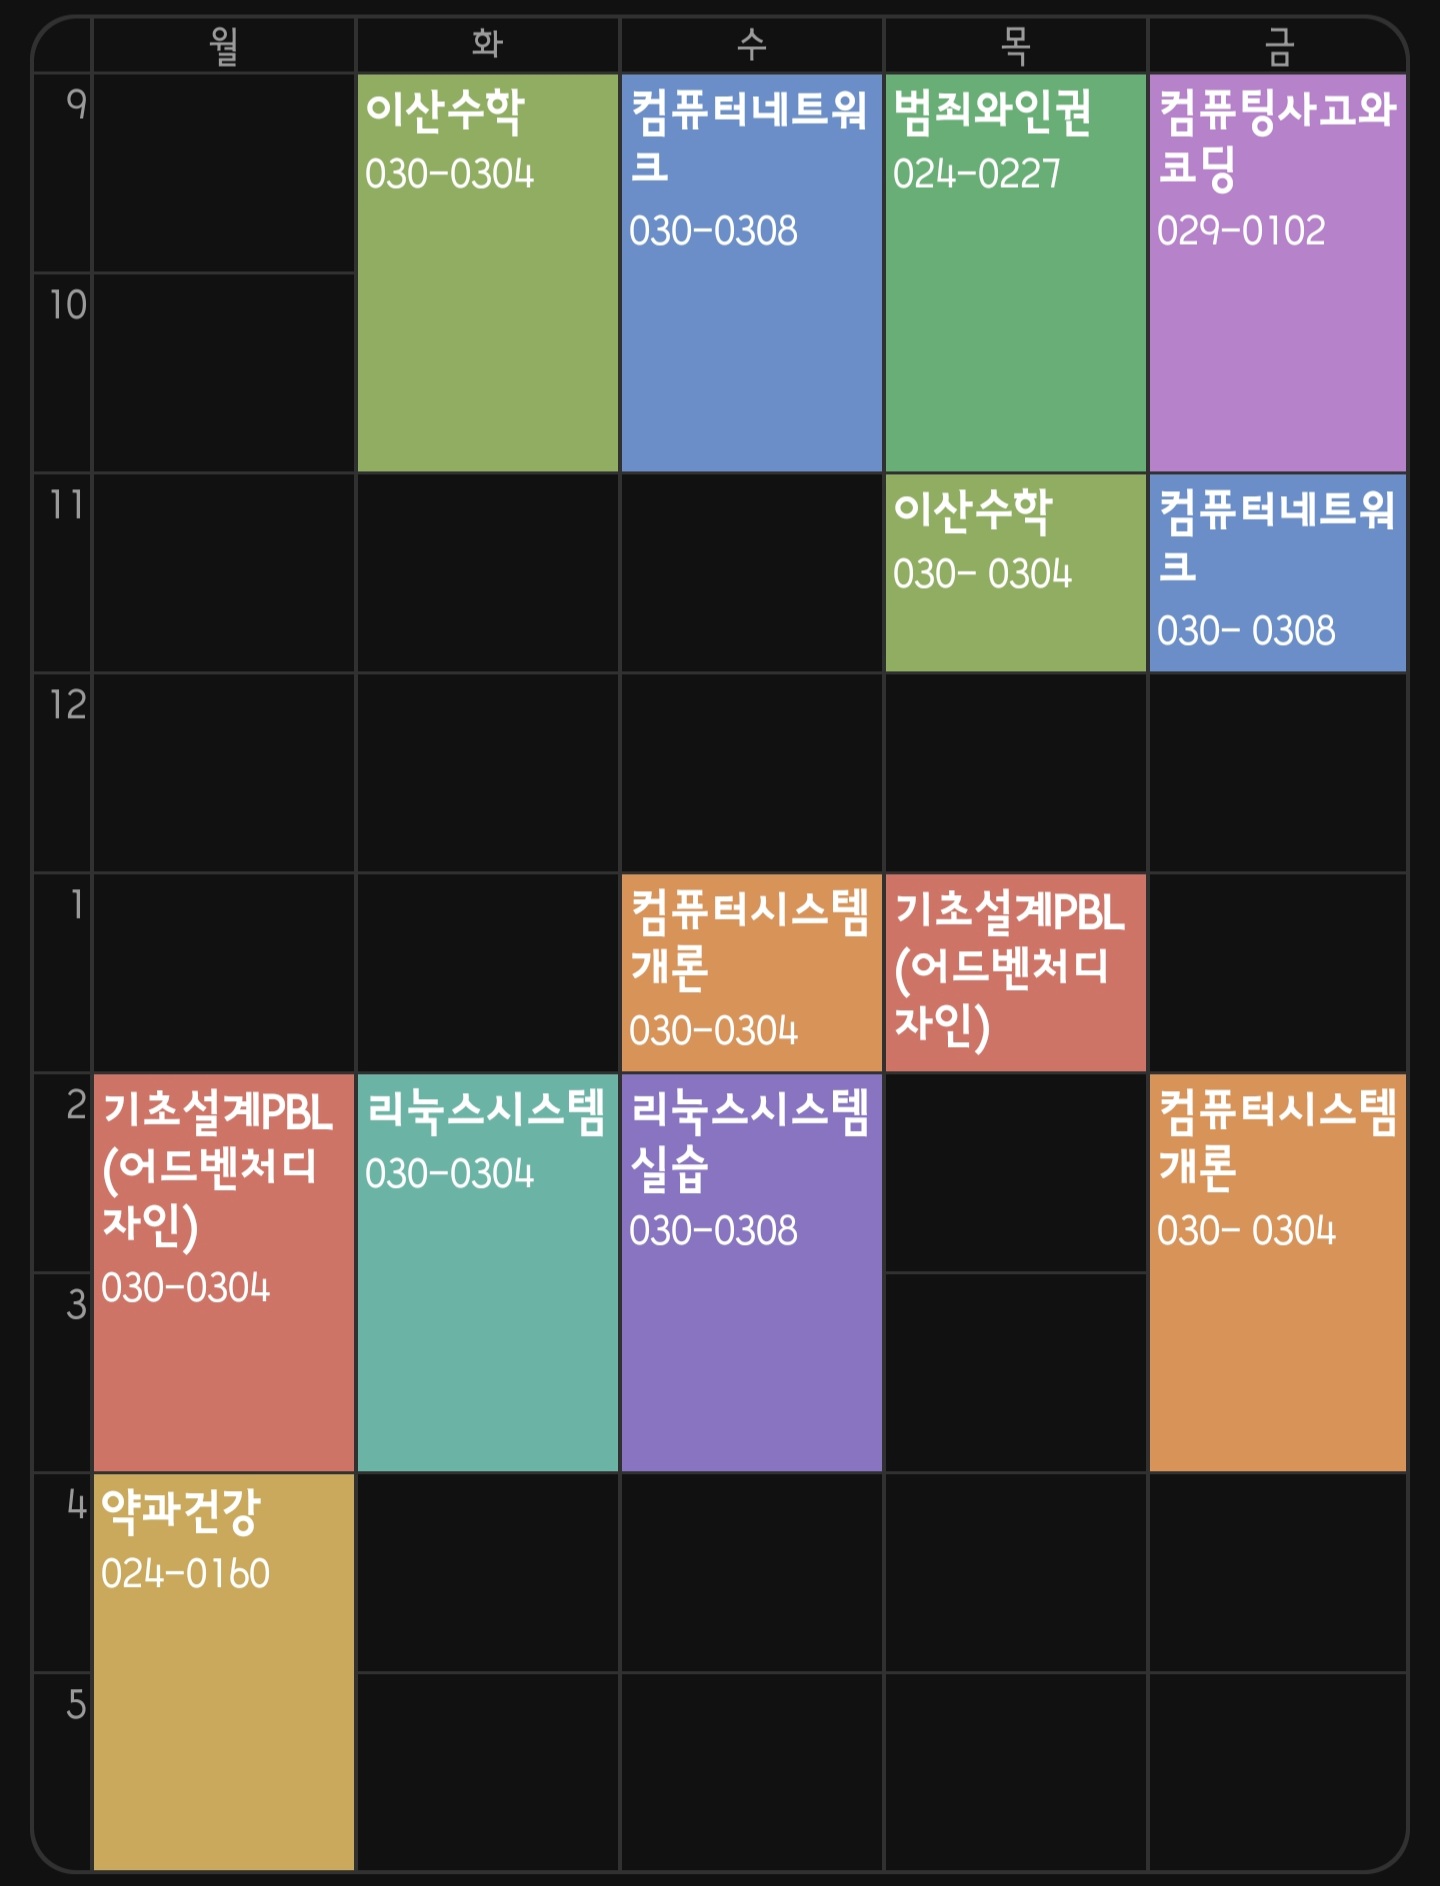 월 화 수 목 금
9
이산수학
030-0304
컴퓨터네트워
크
030-0308
범죄와인권
024-0227
컴퓨팅사고와
코딩
029-0102
10
11
이산수학
030- 0304
컴퓨터네트워
크
030- 0308
12
1
컴퓨터시스템
개론
030-0304
기초설계PBL
(어드벤처디
자인)
2
기초설계PBL
(어드벤처디
자인)
030-0304
리눅스시스템
030-0304
리눅스시스템
실습
030-0308
컴퓨터시스템
개론
030- 0304
3
4
약과건강
024-0160
5